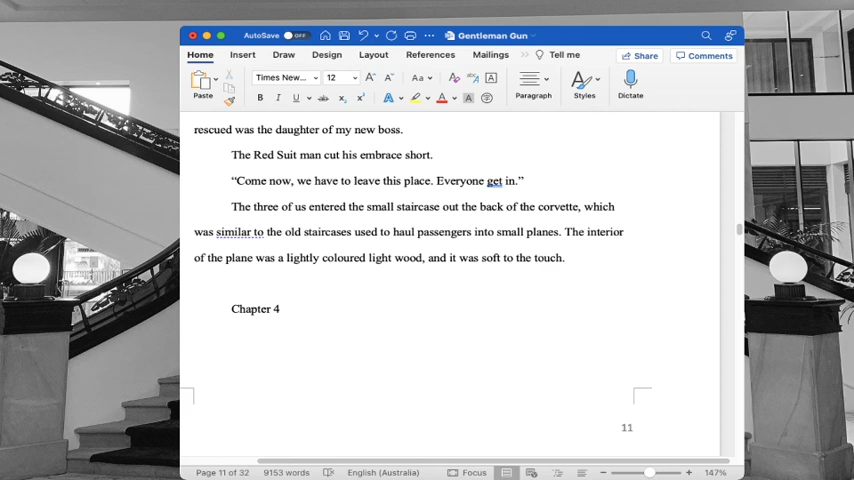 AutoSave OFF Gentleman Gun
Home Insert Draw Design Layout References Mailings >> Tell me Share Comments
Paste Times New... 12 A A Aa A abc A
B I U ab x₂ x² A A A Paragraph Styles Dictate
rescued was the daughter of my new boss.
The Red Suit man cut his embrace short.
“Come now, we have to leave this place. Everyone get in.”
The three of us entered the small staircase out the back of the corvette, which
was similar to the old staircases used to haul passengers into small planes. The interior
of the plane was a lightly coloured light wood, and it was soft to the touch.
Chapter 4
11
Page 11 of 32 9153 words English (Australia) Focus 147%